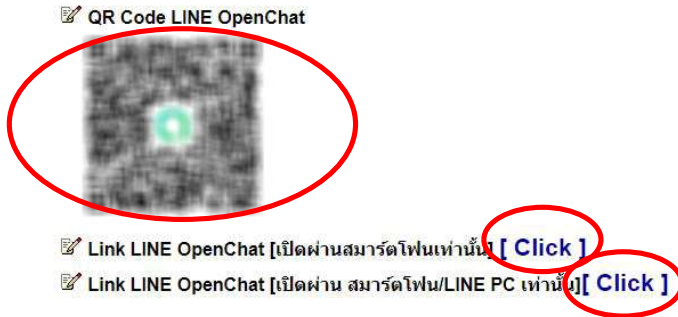 QR Code LINE OpenChat
Link LINE OpenChat [เปิดผ่านสมาร์ตโฟนเท่านั้น] [ Click ]
Link LINE OpenChat [เปิดผ่าน สมาร์ตโฟน/LINE PC เท่านั้น][ Click ]